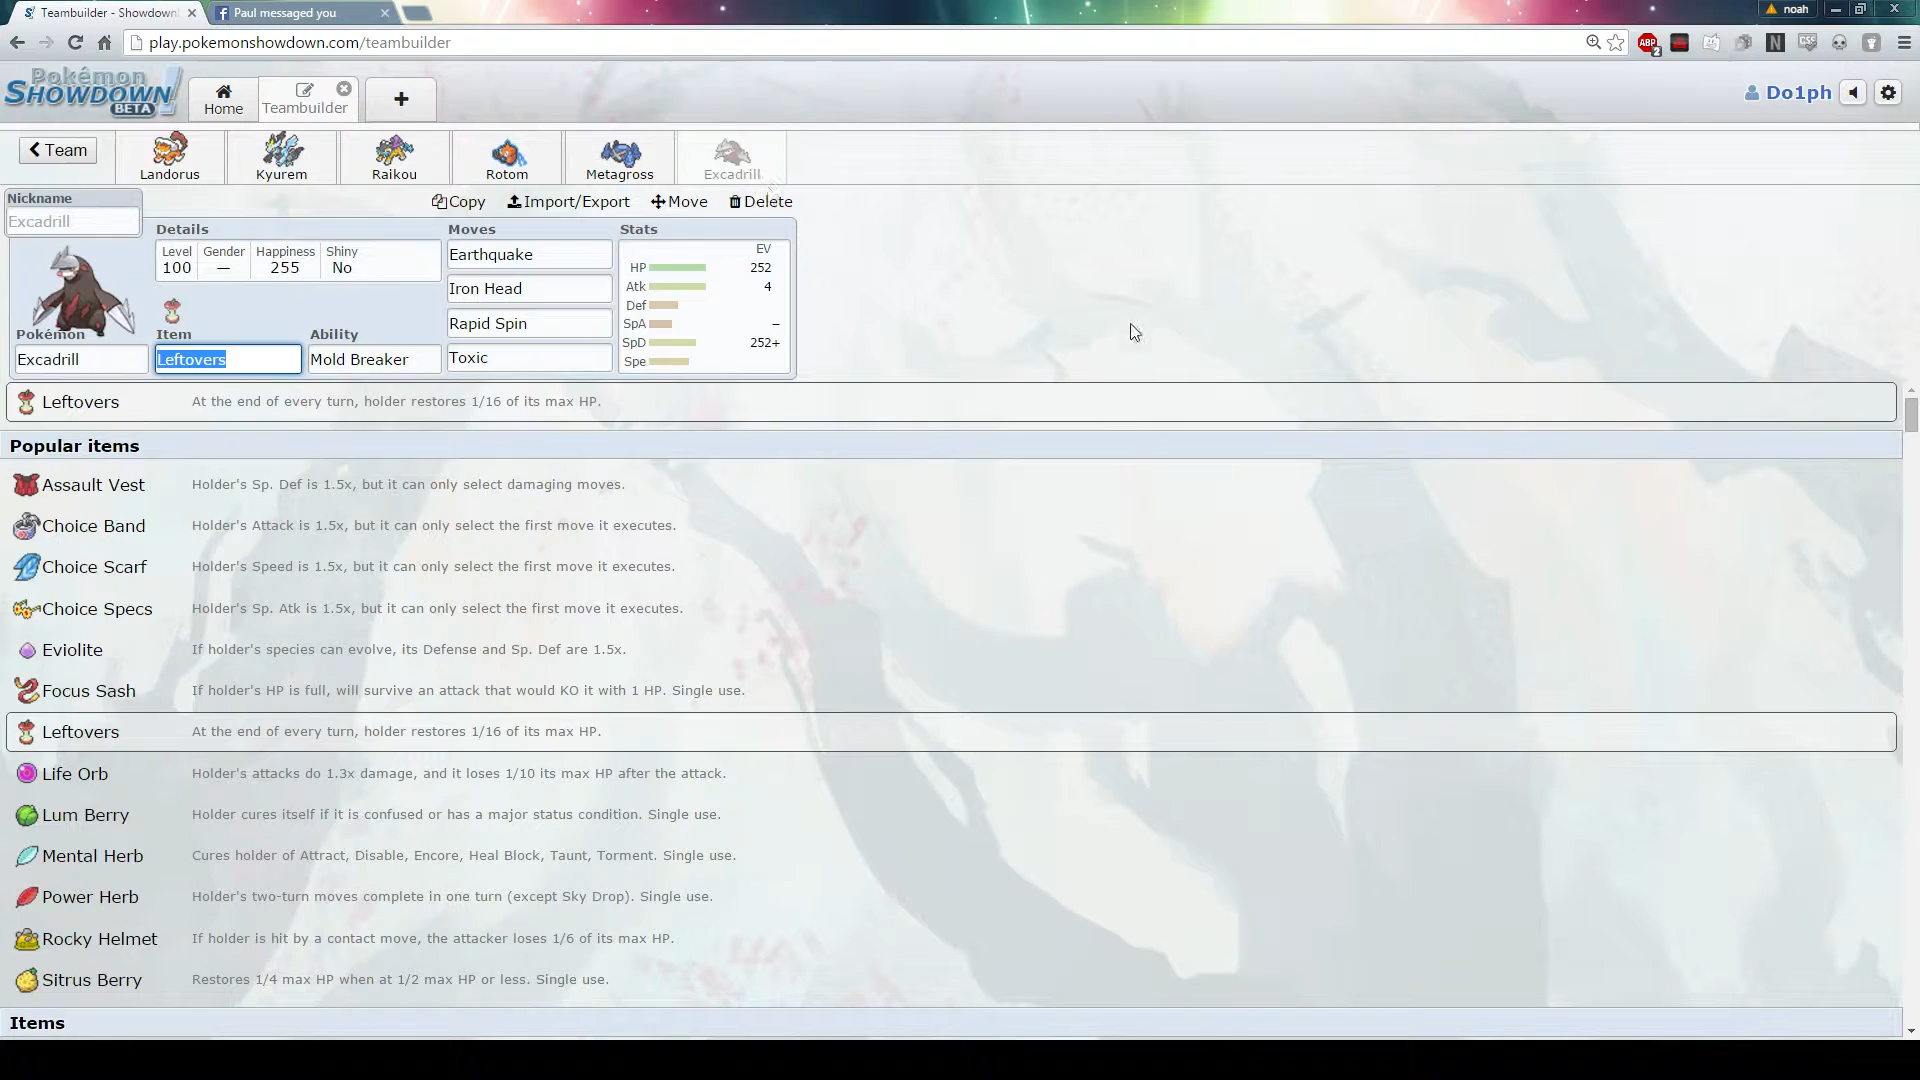 Teambuilder - Showdown!
Paul messaged you
noah
play.pokemonshowdown.com/teambuilder
ABP
2
N
CSS
Pokémon
SHOWDOWN!
BETA
Home
Teambuilder
+
Do1ph
Team
Landorus
Kyurem
Raikou
Rotom
Metagross
Excadrill
Nickname
Excadrill
Copy
Import/Export
Move
Delete
Details
Moves
Stats
Level
Gender
Happiness
Shiny
100
—
255
No
Earthquake
Iron Head
Rapid Spin
Toxic
EV
HP 252
Atk 4
Def
SpA –
SpD 252+
Spe
Pokémon
Item
Ability
Excadrill
Leftovers
Mold Breaker
Leftovers At the end of every turn, holder restores 1/16 of its max HP.
Popular items
Assault Vest Holder's Sp. Def is 1.5x, but it can only select damaging moves.
Choice Band Holder's Attack is 1.5x, but it can only select the first move it executes.
Choice Scarf Holder's Speed is 1.5x, but it can only select the first move it executes.
Choice Specs Holder's Sp. Atk is 1.5x, but it can only select the first move it executes.
Eviolite If holder's species can evolve, its Defense and Sp. Def are 1.5x.
Focus Sash If holder's HP is full, will survive an attack that would KO it with 1 HP. Single use.
Leftovers At the end of every turn, holder restores 1/16 of its max HP.
Life Orb Holder's attacks do 1.3x damage, and it loses 1/10 its max HP after the attack.
Lum Berry Holder cures itself if it is confused or has a major status condition. Single use.
Mental Herb Cures holder of Attract, Disable, Encore, Heal Block, Taunt, Torment. Single use.
Power Herb Holder's two-turn moves complete in one turn (except Sky Drop). Single use.
Rocky Helmet If holder is hit by a contact move, the attacker loses 1/6 of its max HP.
Sitrus Berry Restores 1/4 max HP when at 1/2 max HP or less. Single use.
Items